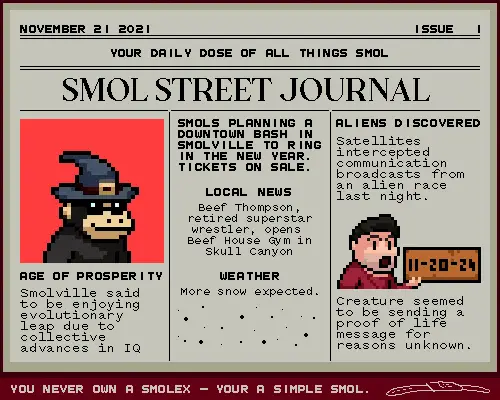 NOVEMBER 21 2021
ISSUE 1
YOUR DAILY DOSE OF ALL THINGS SMOL
SMOL STREET JOURNAL
AGE OF PROSPERITY
Smolville said
to be enjoying
evolutionary
leap due to
collective
advances in IQ
SMOLS PLANNING A
DOWNTOWN BASH IN
SMOLVILLE TO RING
IN THE NEW YEAR.
TICKETS ON SALE.
LOCAL NEWS
Beef Thompson,
retired superstar
wrestler, opens
Beef House Gym in
Skull Canyon
WEATHER
More snow expected.
ALIENS DISCOVERED
Satellites
intercepted
communication
broadcasts from
an alien race
last night.
11-20-24
Creature seemed
to be sending a
proof of life
message for
reasons unknown.
YOU NEVER OWN A SMOLEX – YOUR A SIMPLE SMOL.